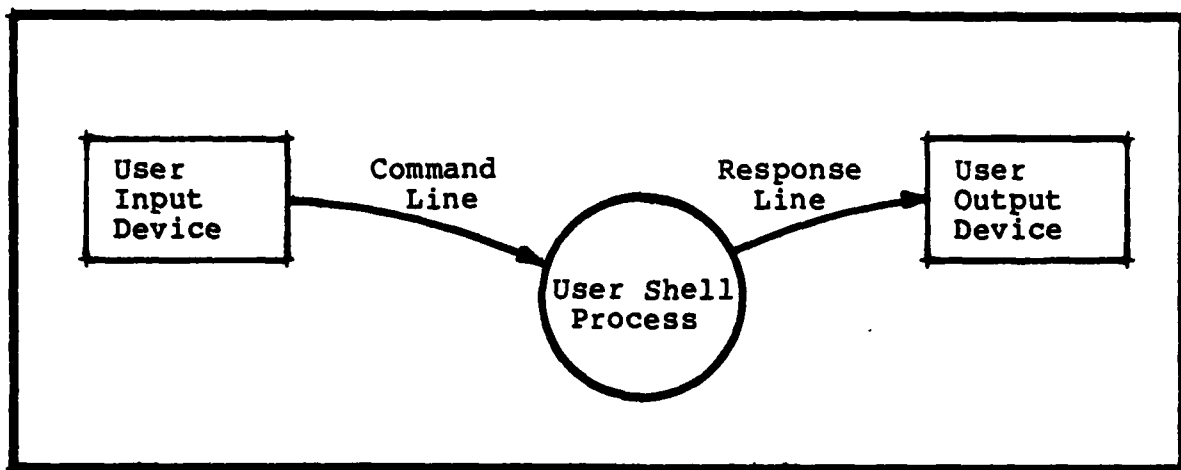 User
Input
Device
Command
Line
User Shell
Process
Response
Line
User
Output
Device